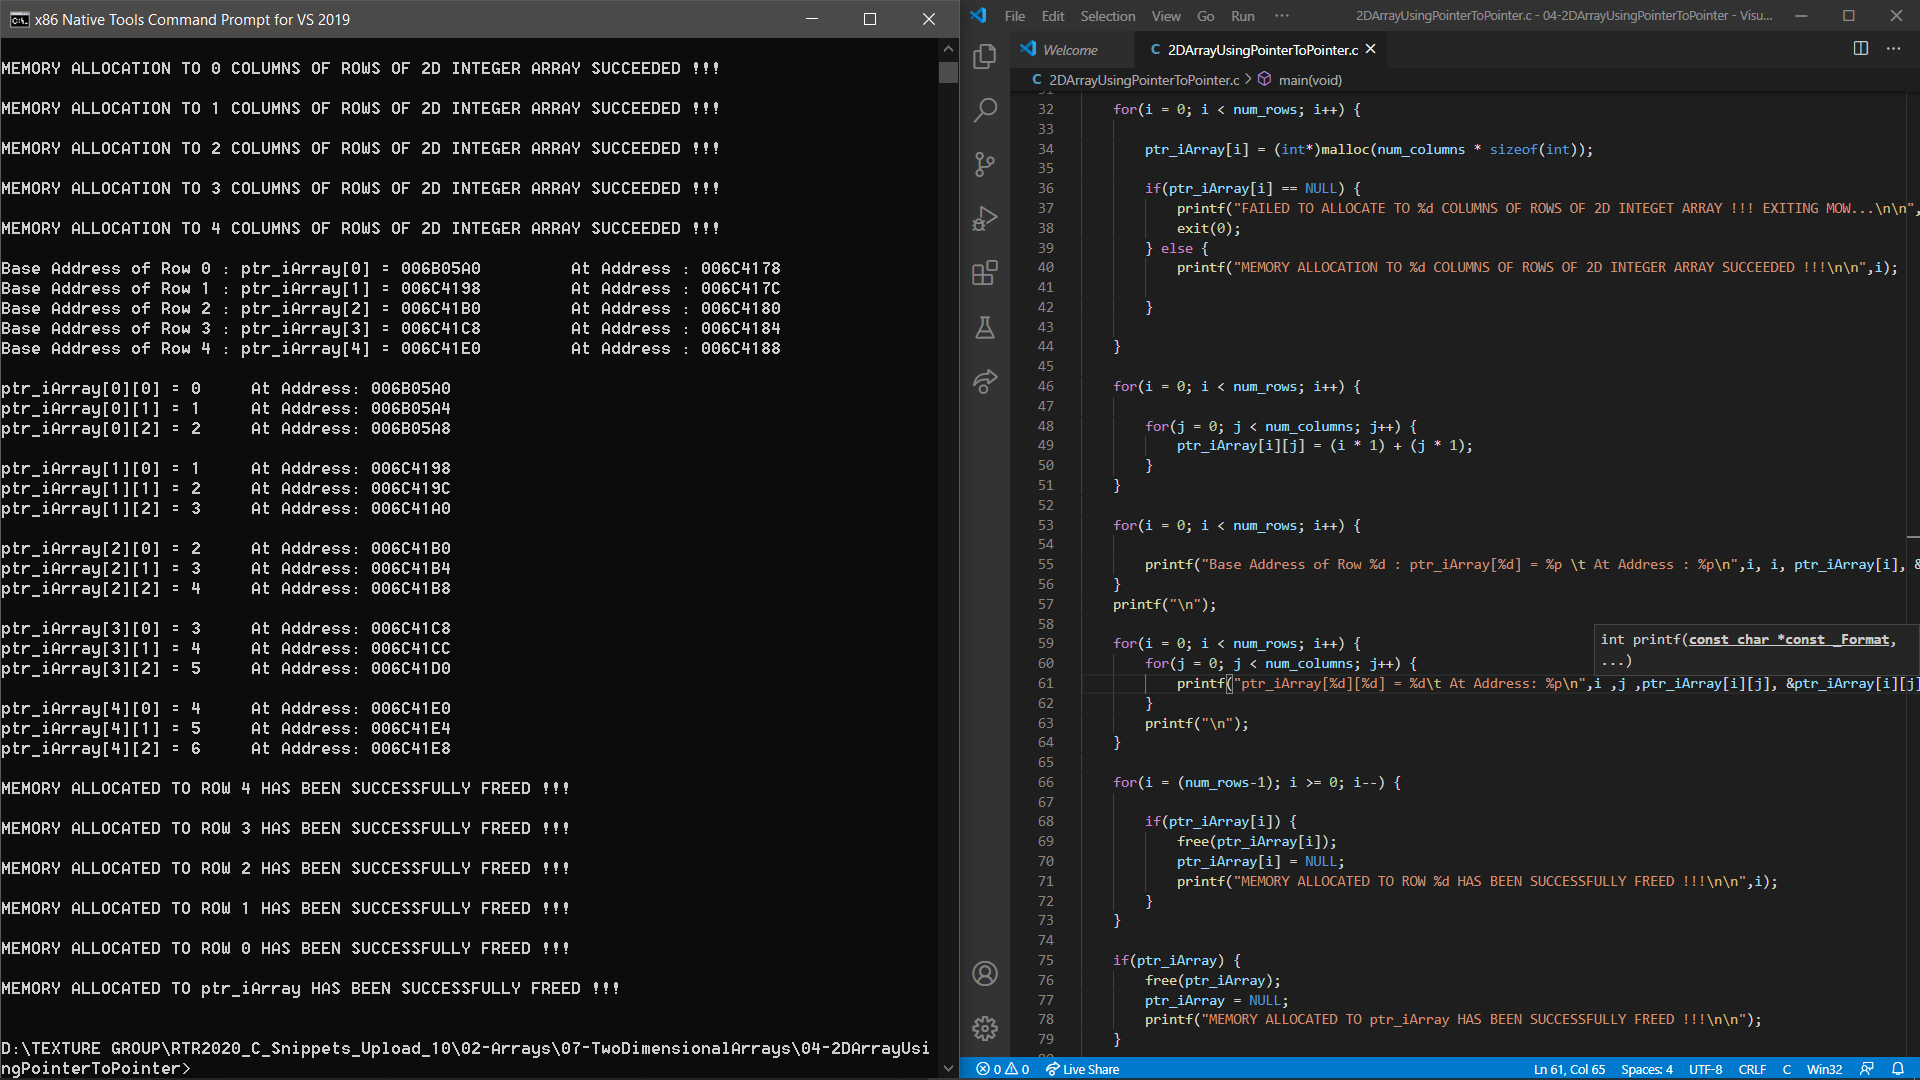 x86 Native Tools Command Prompt for VS 2019
MEMORY ALLOCATION TO 0 COLUMNS OF ROWS OF 2D INTEGER ARRAY SUCCEEDED !!!
MEMORY ALLOCATION TO 1 COLUMNS OF ROWS OF 2D INTEGER ARRAY SUCCEEDED !!!
MEMORY ALLOCATION TO 2 COLUMNS OF ROWS OF 2D INTEGER ARRAY SUCCEEDED !!!
MEMORY ALLOCATION TO 3 COLUMNS OF ROWS OF 2D INTEGER ARRAY SUCCEEDED !!!
MEMORY ALLOCATION TO 4 COLUMNS OF ROWS OF 2D INTEGER ARRAY SUCCEEDED !!!
Base Address of Row 0 : ptr_iArray[0] = 006B05A0 At Address : 006C4178
Base Address of Row 1 : ptr_iArray[1] = 006C4198 At Address : 006C417C
Base Address of Row 2 : ptr_iArray[2] = 006C41B0 At Address : 006C4180
Base Address of Row 3 : ptr_iArray[3] = 006C41C8 At Address : 006C4184
Base Address of Row 4 : ptr_iArray[4] = 006C41E0 At Address : 006C4188
ptr_iArray[0][0] = 0 At Address: 006B05A0
ptr_iArray[0][1] = 1 At Address: 006B05A4
ptr_iArray[0][2] = 2 At Address: 006B05A8
ptr_iArray[1][0] = 1 At Address: 006C4198
ptr_iArray[1][1] = 2 At Address: 006C419C
ptr_iArray[1][2] = 3 At Address: 006C41A0
ptr_iArray[2][0] = 2 At Address: 006C41B0
ptr_iArray[2][1] = 3 At Address: 006C41B4
ptr_iArray[2][2] = 4 At Address: 006C41B8
ptr_iArray[3][0] = 3 At Address: 006C41C8
ptr_iArray[3][1] = 4 At Address: 006C41CC
ptr_iArray[3][2] = 5 At Address: 006C41D0
ptr_iArray[4][0] = 4 At Address: 006C41E0
ptr_iArray[4][1] = 5 At Address: 006C41E4
ptr_iArray[4][2] = 6 At Address: 006C41E8
MEMORY ALLOCATED TO ROW 4 HAS BEEN SUCCESSFULLY FREED !!!
MEMORY ALLOCATED TO ROW 3 HAS BEEN SUCCESSFULLY FREED !!!
MEMORY ALLOCATED TO ROW 2 HAS BEEN SUCCESSFULLY FREED !!!
MEMORY ALLOCATED TO ROW 1 HAS BEEN SUCCESSFULLY FREED !!!
MEMORY ALLOCATED TO ROW 0 HAS BEEN SUCCESSFULLY FREED !!!
MEMORY ALLOCATED TO ptr_iArray HAS BEEN SUCCESSFULLY FREED !!!
D:\TEXTURE GROUP\RTR2020_C_Snippets_Upload_10\02-Arrays\07-TwoDimensionalArrays\04-2DArrayUsi
ngPointerToPointer>
File Edit Selection View Go Run ··· 2DArrayUsingPointerToPointer.c - 04-2DArrayUsingPointerToPointer - Visu...
Welcome C 2DArrayUsingPointerToPointer.c
C 2DArrayUsingPointerToPointer.c > main(void)
31
32 for(i = 0; i < num_rows; i++) {
33
34 ptr_iArray[i] = (int*)malloc(num_columns * sizeof(int));
35
36 if(ptr_iArray[i] == NULL) {
37 printf("FAILED TO ALLOCATE TO %d COLUMNS OF ROWS OF 2D INTEGET ARRAY !!! EXITING MOW...\n\n",
38 exit(0);
39 } else {
40 printf("MEMORY ALLOCATION TO %d COLUMNS OF ROWS OF 2D INTEGER ARRAY SUCCEEDED !!!\n\n",i);
41
42 }
43
44 }
45
46 for(i = 0; i < num_rows; i++) {
47
48 for(j = 0; j < num_columns; j++) {
49 ptr_iArray[i][j] = (i * 1) + (j * 1);
50 }
51 }
52
53 for(i = 0; i < num_rows; i++) {
54
55 printf("Base Address of Row %d : ptr_iArray[%d] = %p \t At Address : %p\n",i, i, ptr_iArray[i], &
56 }
57 printf("\n");
58
59 for(i = 0; i < num_rows; i++) {
int printf(const char *const _Format,
...)
60 for(j = 0; j < num_columns; j++) {
61 printf("ptr_iArray[%d][%d] = %d\t At Address: %p\n",i ,j ,ptr_iArray[i][j], &ptr_iArray[i][j]
62 }
63 printf("\n");
64 }
65
66 for(i = (num_rows-1); i >= 0; i--) {
67
68 if(ptr_iArray[i]) {
69 free(ptr_iArray[i]);
70 ptr_iArray[i] = NULL;
71 printf("MEMORY ALLOCATED TO ROW %d HAS BEEN SUCCESSFULLY FREED !!!\n\n",i);
72 }
73 }
74
75 if(ptr_iArray) {
76 free(ptr_iArray);
77 ptr_iArray = NULL;
78 printf("MEMORY ALLOCATED TO ptr_iArray HAS BEEN SUCCESSFULLY FREED !!!\n\n");
79 }
0 0 Live Share Ln 61, Col 65 Spaces: 4 UTF-8 CRLF C Win32